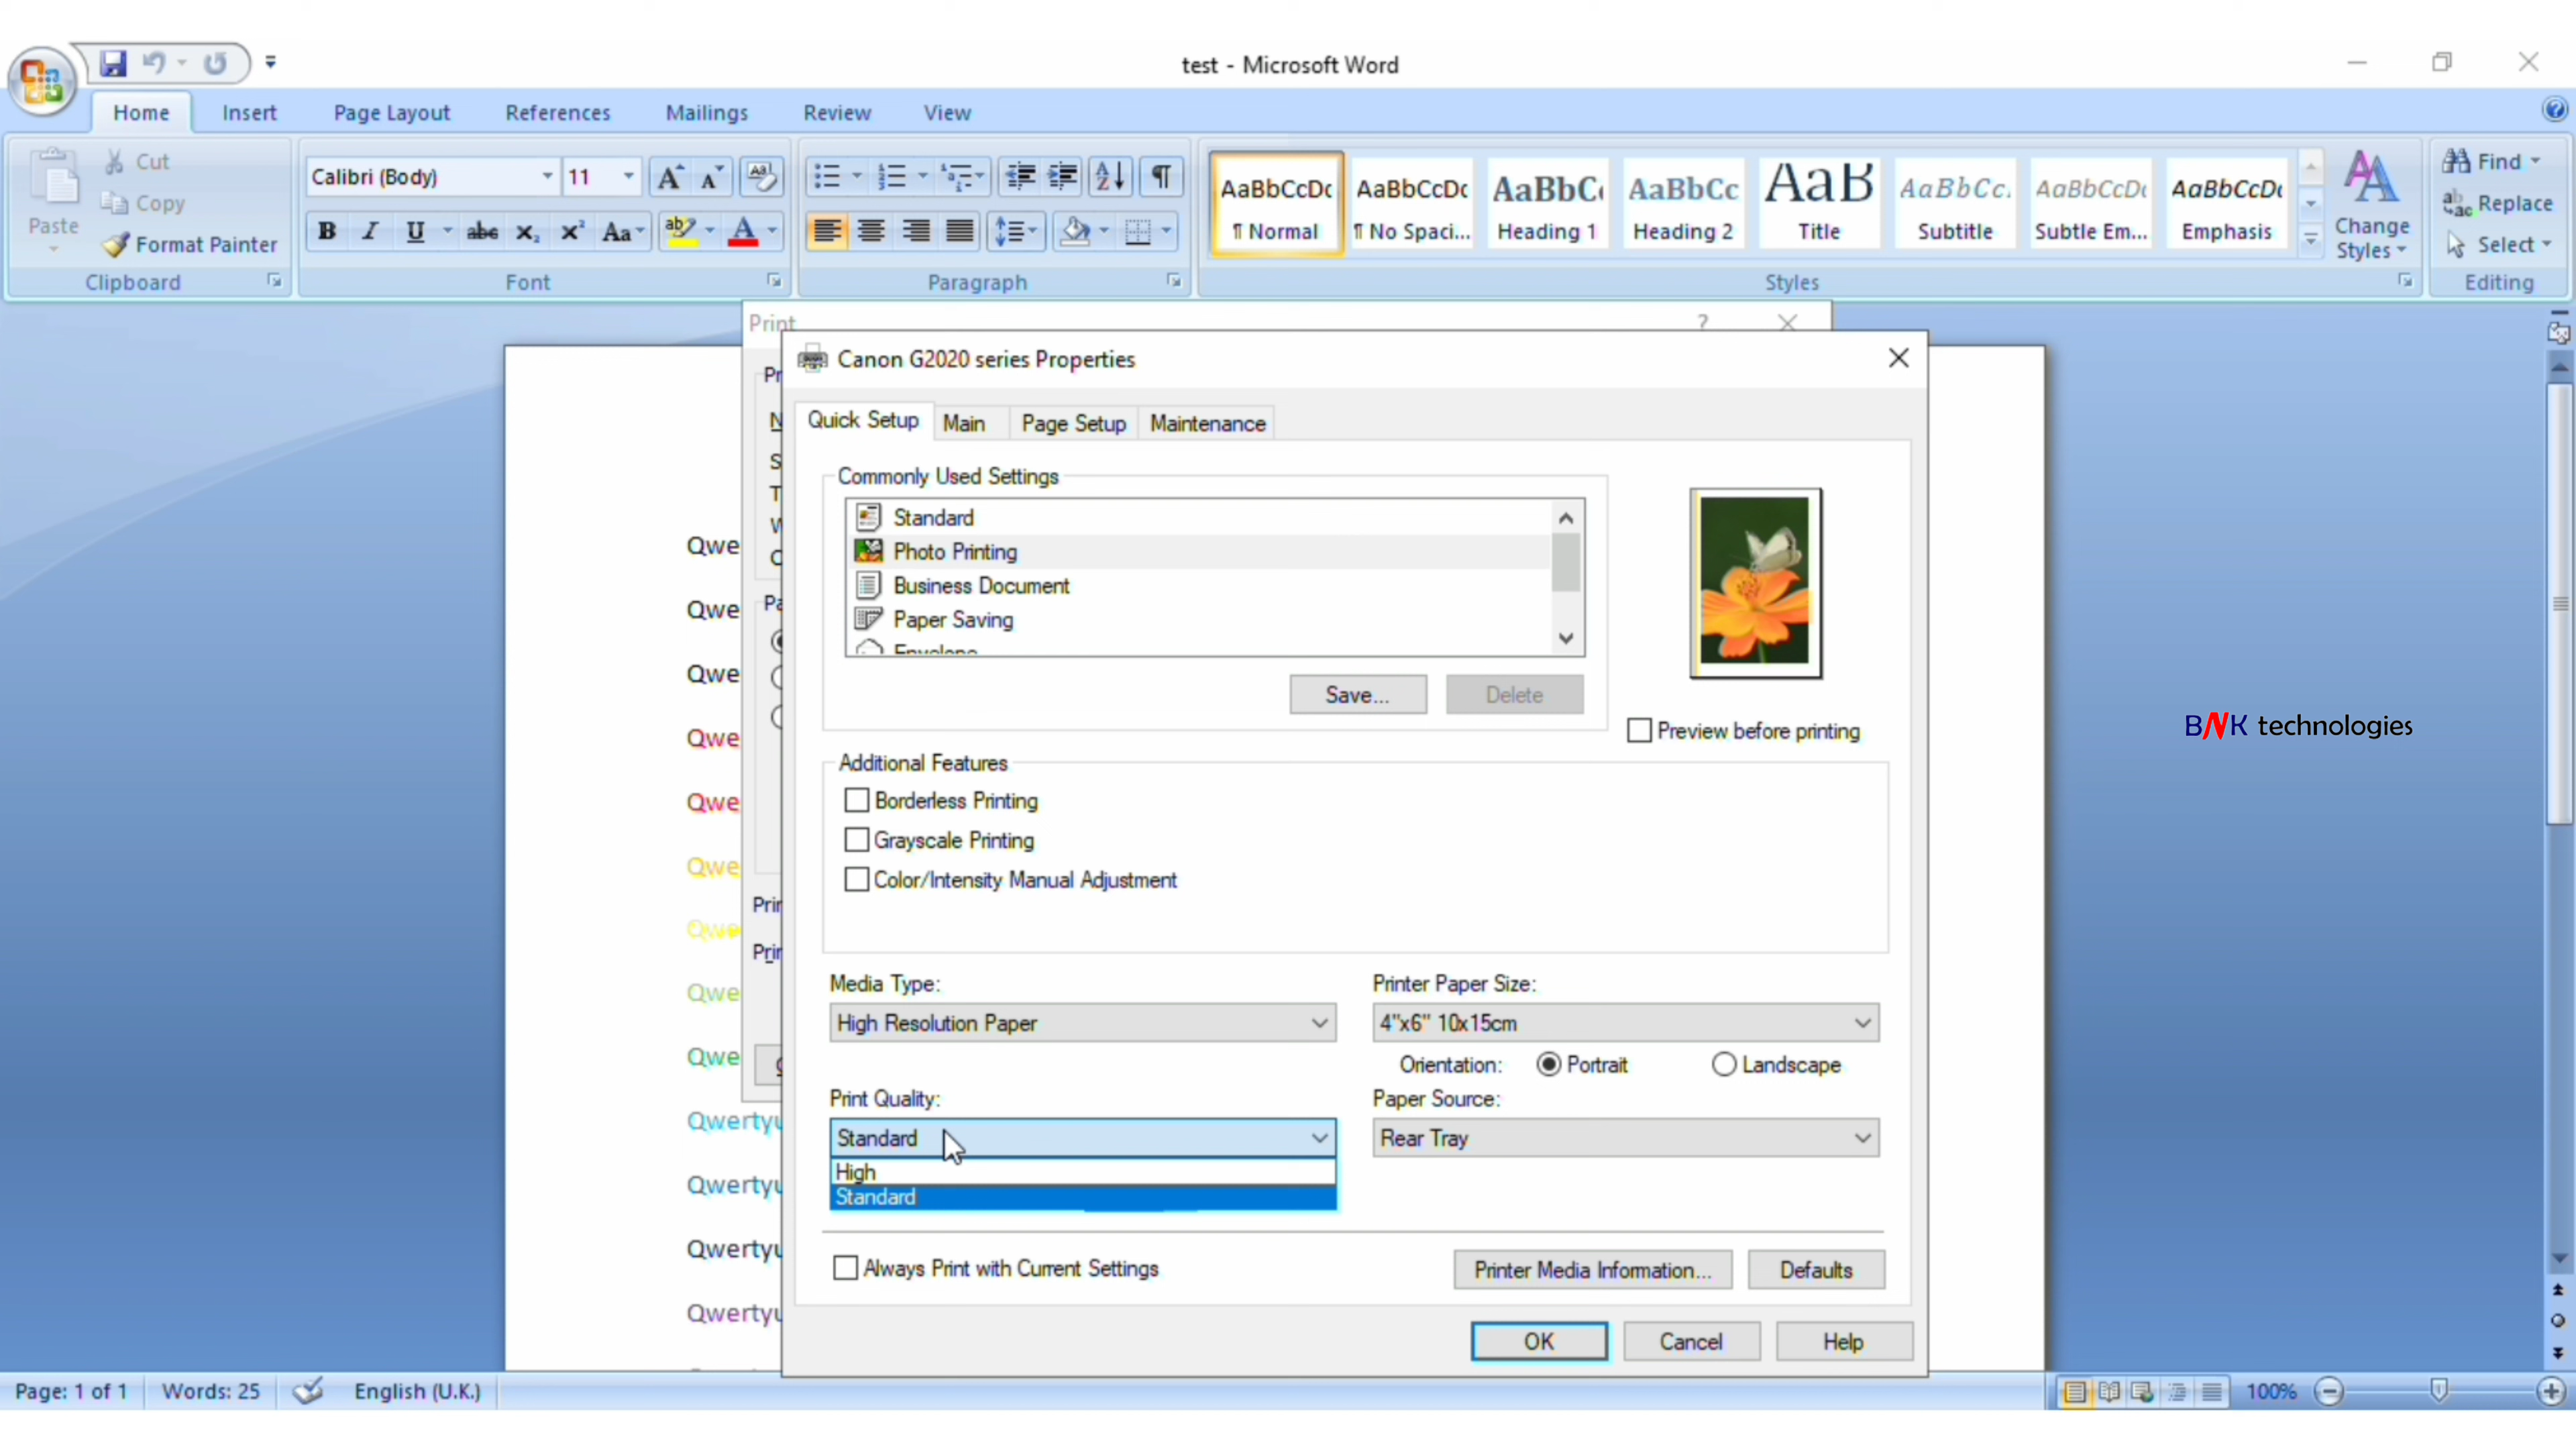 test - Microsoft Word
Home Insert Page Layout References Mailings Review View
Paste
Cut
Copy
Format Painter
Clipboard
Calibri (Body) 11
Font
Paragraph
AaBbCcDc AaBbCcDc AaBbC AaBbCc AaB AaBbCc. AaBbCcDc AaBbCcDc
¶ Normal ¶ No Spaci... Heading 1 Heading 2 Title Subtitle Subtle Em... Emphasis
Styles
Change Styles
Find
Replace
Select
Editing
Print
Canon G2020 series Properties
Quick Setup Main Page Setup Maintenance
Commonly Used Settings
Standard
Photo Printing
Business Document
Paper Saving
Envelope
Save... Delete
Preview before printing
Additional Features
Borderless Printing
Grayscale Printing
Color/Intensity Manual Adjustment
Media Type:
High Resolution Paper
Printer Paper Size:
4"x6" 10x15cm
Orientation: Portrait Landscape
Print Quality:
Standard
High
Standard
Paper Source:
Rear Tray
Always Print with Current Settings
Printer Media Information... Defaults
OK Cancel Help
Qwe
Qwe
Qwe
Qwe
Qwe
Qwe
Qwe
Qwe
Qwe
Qwerty
Qwerty
Qwerty
Qwerty
BNK technologies
Page: 1 of 1 Words: 25 English (U.K.) 100%